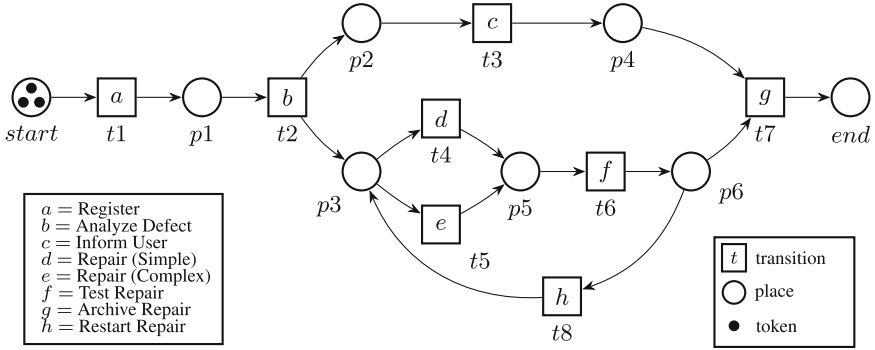 p2
c
t3
p4
start
a
t1
p1
b
t2
g
t7
end
d
t4
p3
e
t5
p5
f
t6
p6
h
t8
a = Register
b = Analyze Defect
c = Inform User
d = Repair (Simple)
e = Repair (Complex)
f = Test Repair
g = Archive Repair
h = Restart Repair
t transition
place
token